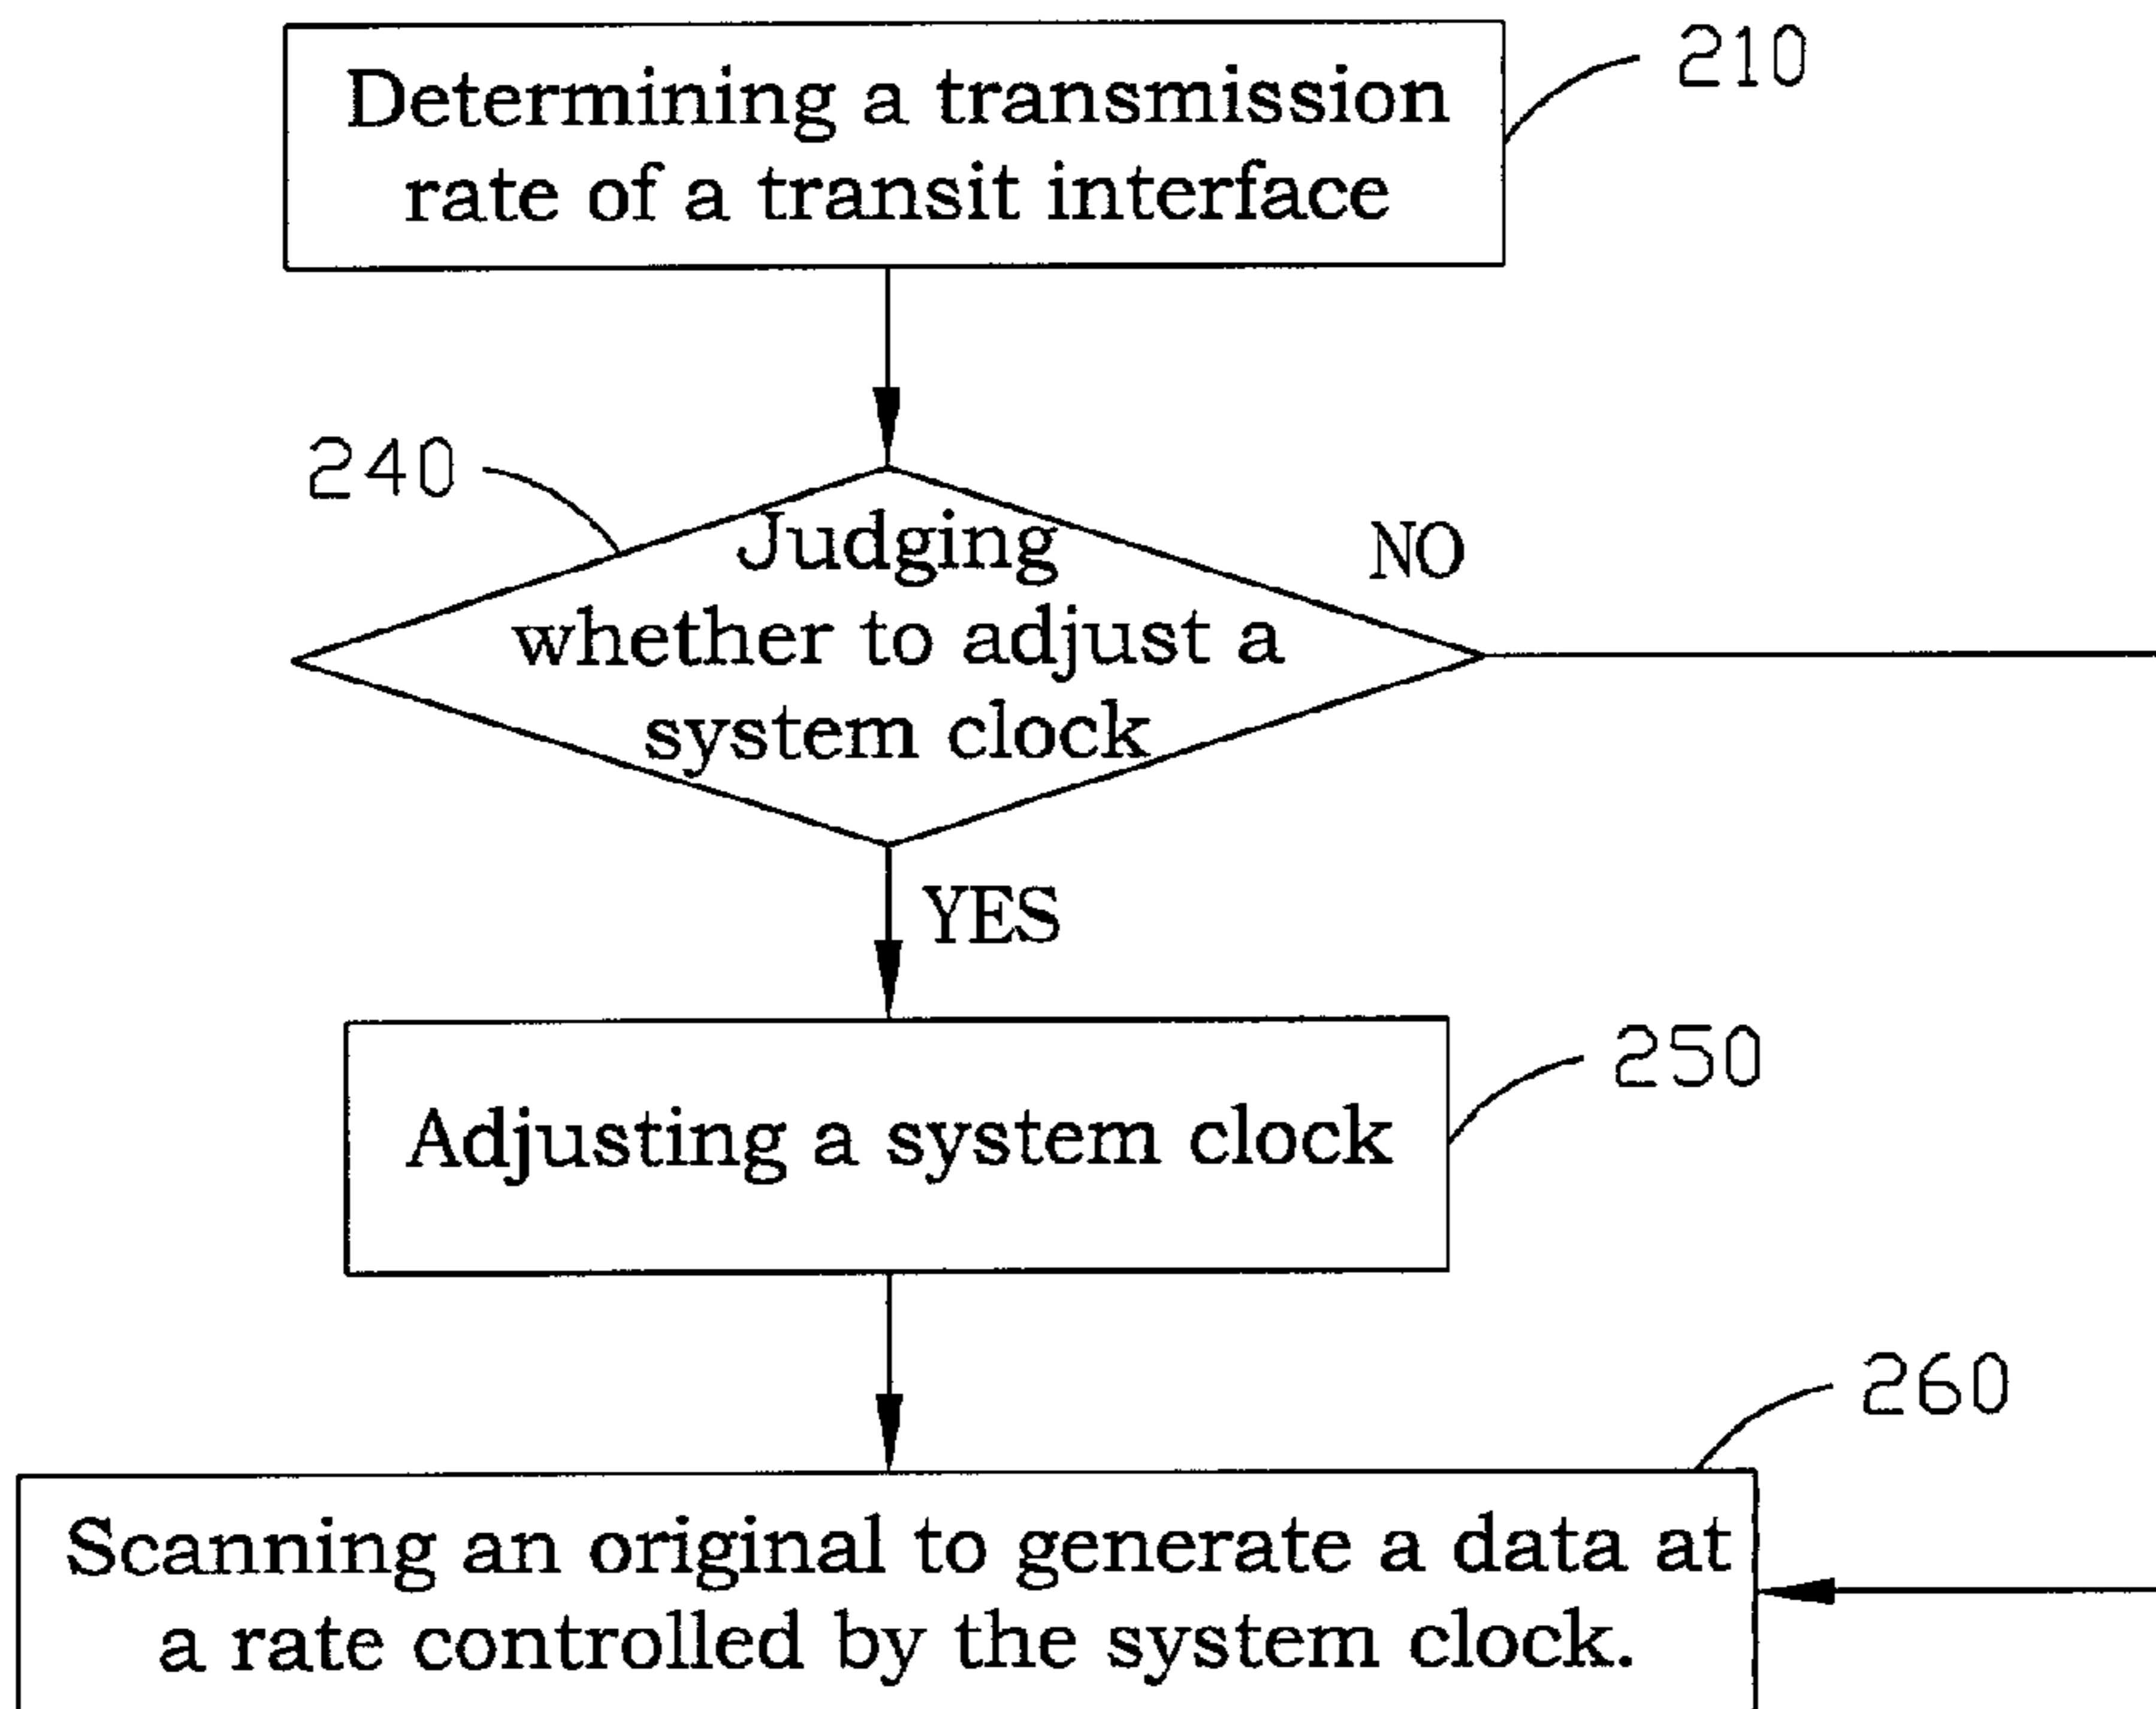 Determining a transmission
rate of a transit interface
210
240
Judging
whether to adjust a
system clock
NO
YES
Adjusting a system clock
250
260
Scanning an original to generate a data at
a rate controlled by the system clock.